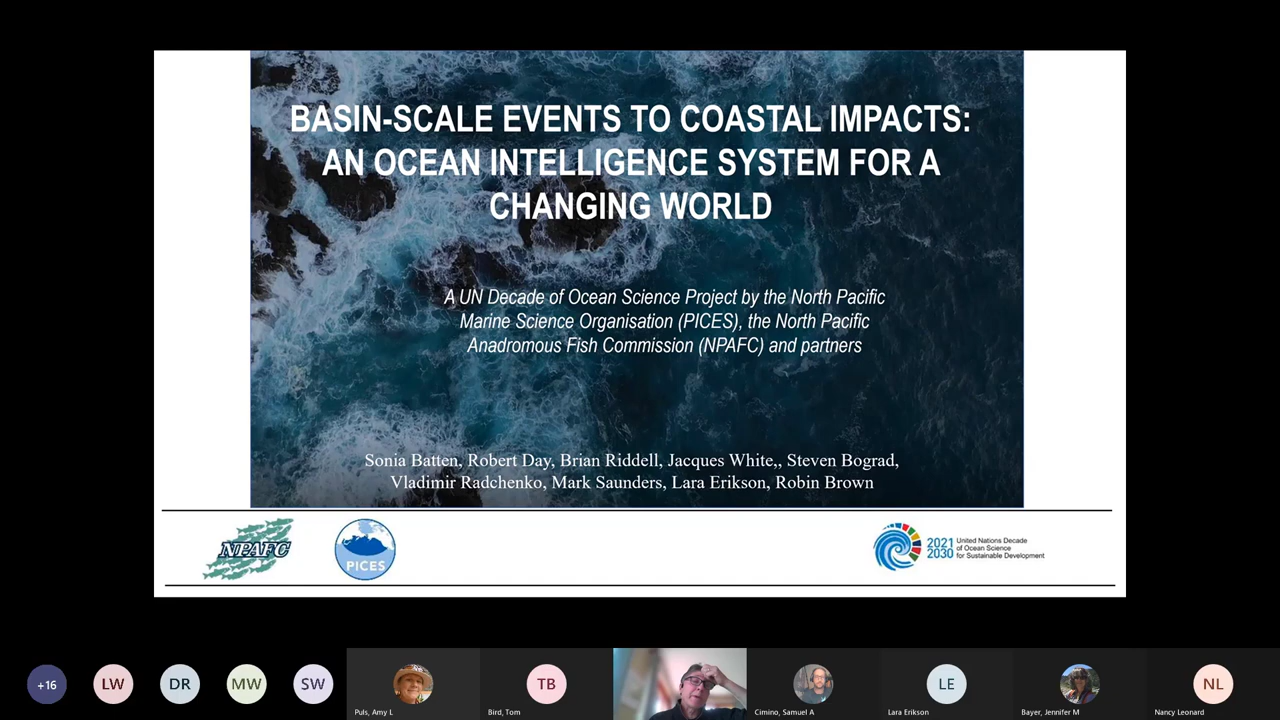 BASIN-SCALE EVENTS TO COASTAL IMPACTS:
AN OCEAN INTELLIGENCE SYSTEM FOR A
CHANGING WORLD
A UN Decade of Ocean Science Project by the North Pacific
Marine Science Organisation (PICES), the North Pacific
Anadromous Fish Commission (NPAFC) and partners
Sonia Batten, Robert Day, Brian Riddell, Jacques White,, Steven Bograd,
Vladimir Radchenko, Mark Saunders, Lara Erikson, Robin Brown
NPAFC
PICES
2021
2030
United Nations Decade
of Ocean Science
for Sustainable Development
+16
LW
DR
MW
SW
Puls, Amy L
TB
Bird, Tom
Cimino, Samuel A
LE
Lara Erikson
Bayer, Jennifer M
NL
Nancy Leonard